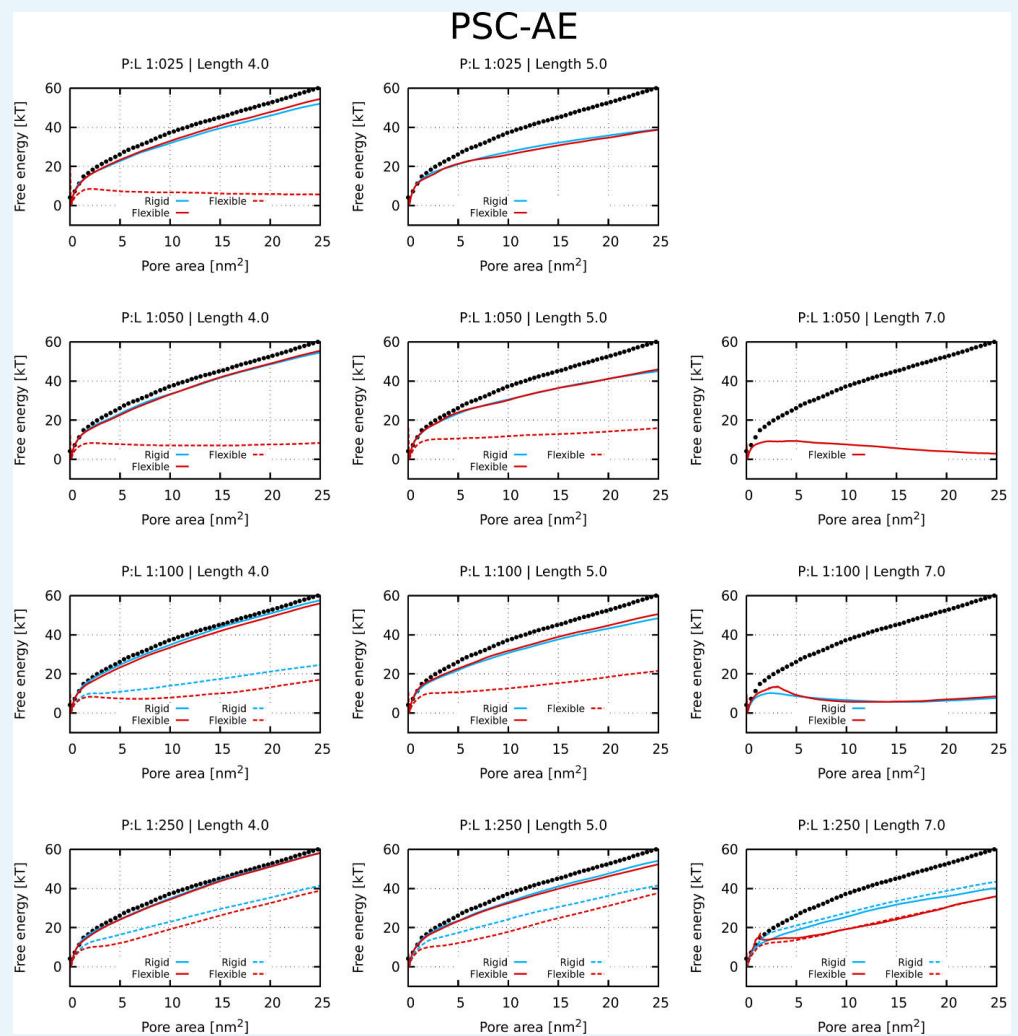 PSC-AE
P:L 1:025 | Length 4.0
Free energy [kT]
60
40
20
0
Rigid Flexible
Flexible
0 5 10 15 20 25
Pore area [nm²]
P:L 1:025 | Length 5.0
Free energy [kT]
60
40
20
0
Rigid
Flexible
0 5 10 15 20 25
Pore area [nm²]
P:L 1:050 | Length 4.0
Free energy [kT]
60
40
20
0
Rigid Flexible
Flexible
0 5 10 15 20 25
Pore area [nm²]
P:L 1:050 | Length 5.0
Free energy [kT]
60
40
20
0
Rigid Flexible
Flexible
0 5 10 15 20 25
Pore area [nm²]
P:L 1:050 | Length 7.0
Free energy [kT]
60
40
20
0
Flexible
0 5 10 15 20 25
Pore area [nm²]
P:L 1:100 | Length 4.0
Free energy [kT]
60
40
20
0
Rigid Rigid
Flexible Flexible
0 5 10 15 20 25
Pore area [nm²]
P:L 1:100 | Length 5.0
Free energy [kT]
60
40
20
0
Rigid Flexible
Flexible
0 5 10 15 20 25
Pore area [nm²]
P:L 1:100 | Length 7.0
Free energy [kT]
60
40
20
0
Rigid
Flexible
0 5 10 15 20 25
Pore area [nm²]
P:L 1:250 | Length 4.0
Free energy [kT]
60
40
20
0
Rigid Rigid
Flexible Flexible
0 5 10 15 20 25
Pore area [nm²]
P:L 1:250 | Length 5.0
Free energy [kT]
60
40
20
0
Rigid Rigid
Flexible Flexible
0 5 10 15 20 25
Pore area [nm²]
P:L 1:250 | Length 7.0
Free energy [kT]
60
40
20
0
Rigid Rigid
Flexible Flexible
0 5 10 15 20 25
Pore area [nm²]